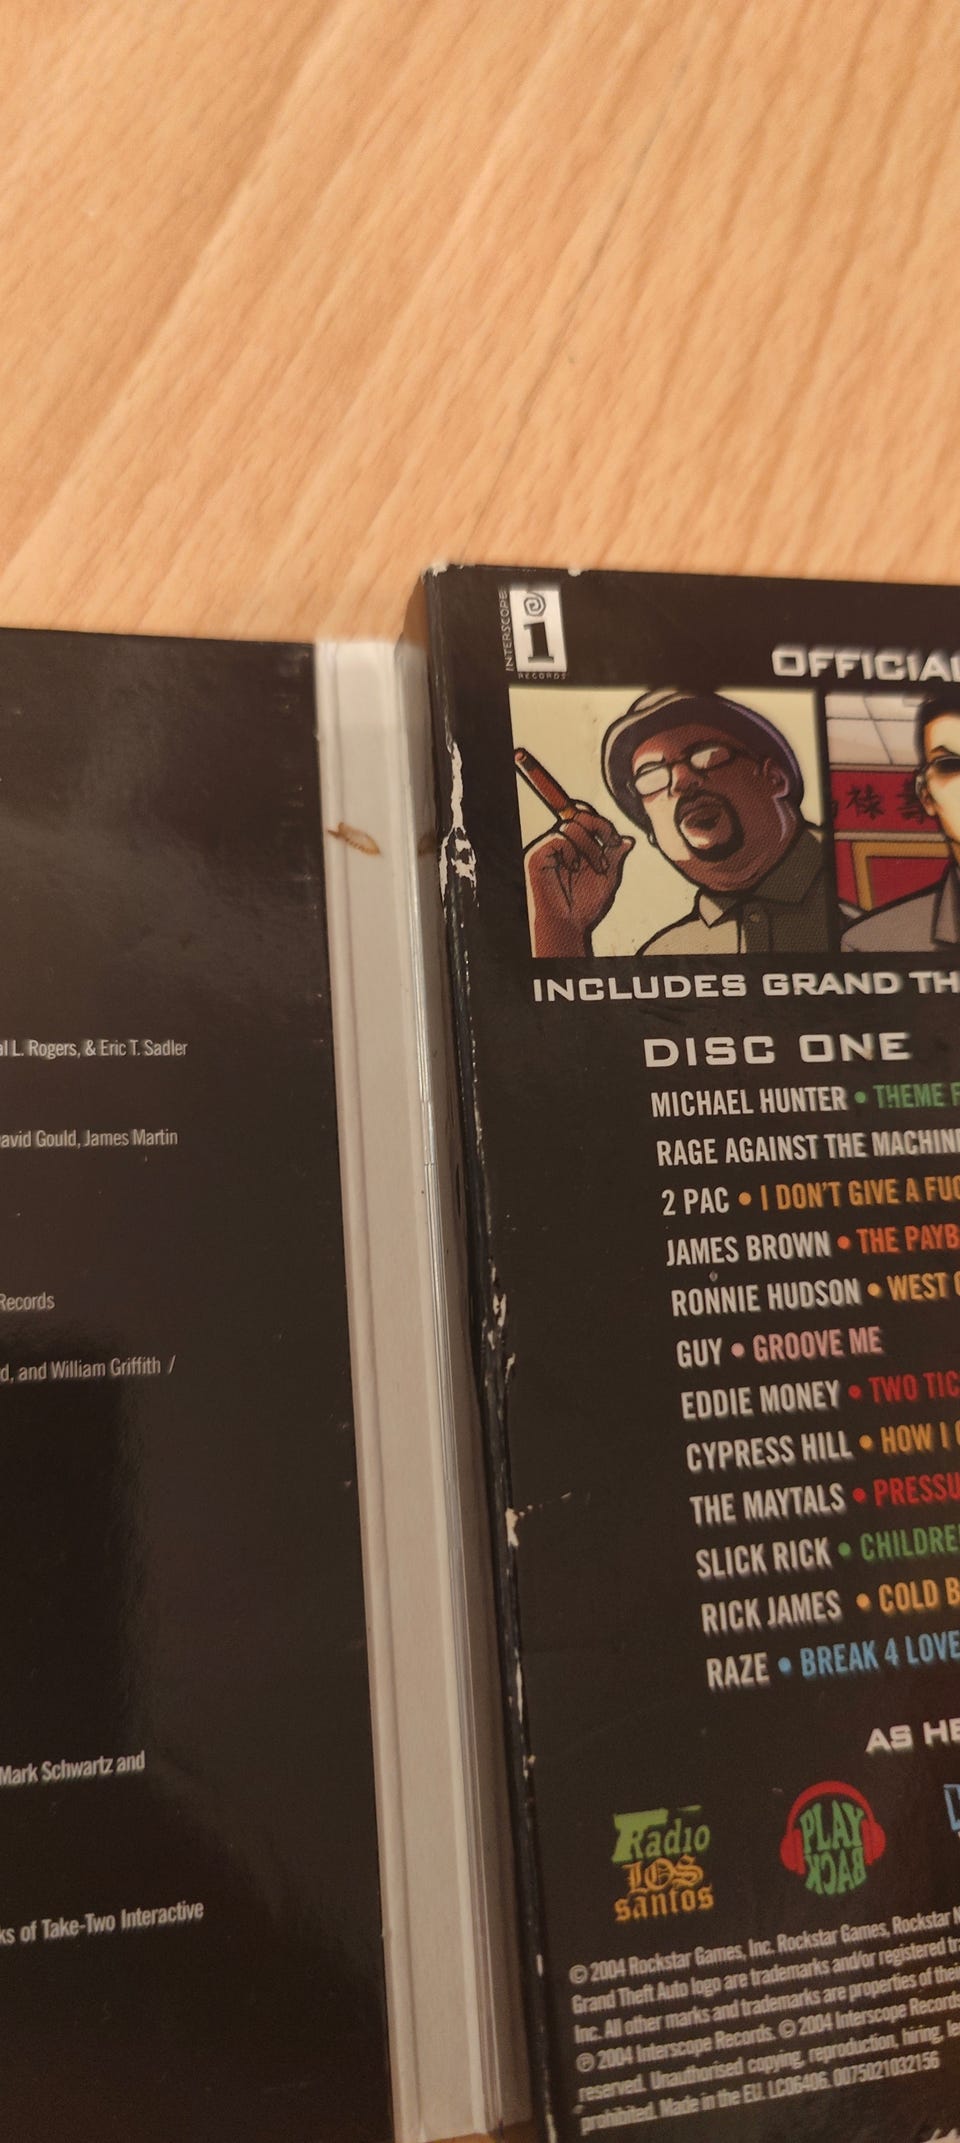 al L. Rogers, & Eric T. Sadler
avid Gould, James Martin
Records
d, and William Griffith /
Mark Schwartz and
ks of Take-Two Interactive
INTERSCOPE
i
RECORDS
OFFICIAL
INCLUDES GRAND TH
DISC ONE
MICHAEL HUNTER • THEME F
RAGE AGAINST THE MACHINE
2 PAC • I DON'T GIVE A FUC
JAMES BROWN • THE PAYB
RONNIE HUDSON • WEST C
GUY • GROOVE ME
EDDIE MONEY • TWO TIC
CYPRESS HILL • HOW I C
THE MAYTALS • PRESSU
SLICK RICK • CHILDRE
RICK JAMES • COLD B
RAZE • BREAK 4 LOVE
AS HE
Radio
Los
santos
PLAY
BACK
© 2004 Rockstar Games, Inc. Rockstar Games, Rockstar N
Grand Theft Auto logo are trademarks and/or registered tra
Inc. All other marks and trademarks are properties of their
℗ 2004 Interscope Records. © 2004 Interscope Records
reserved. Unauthorised copying, reproduction, hiring, le
prohibited. Made in the EU. LC06406. 0075021032156